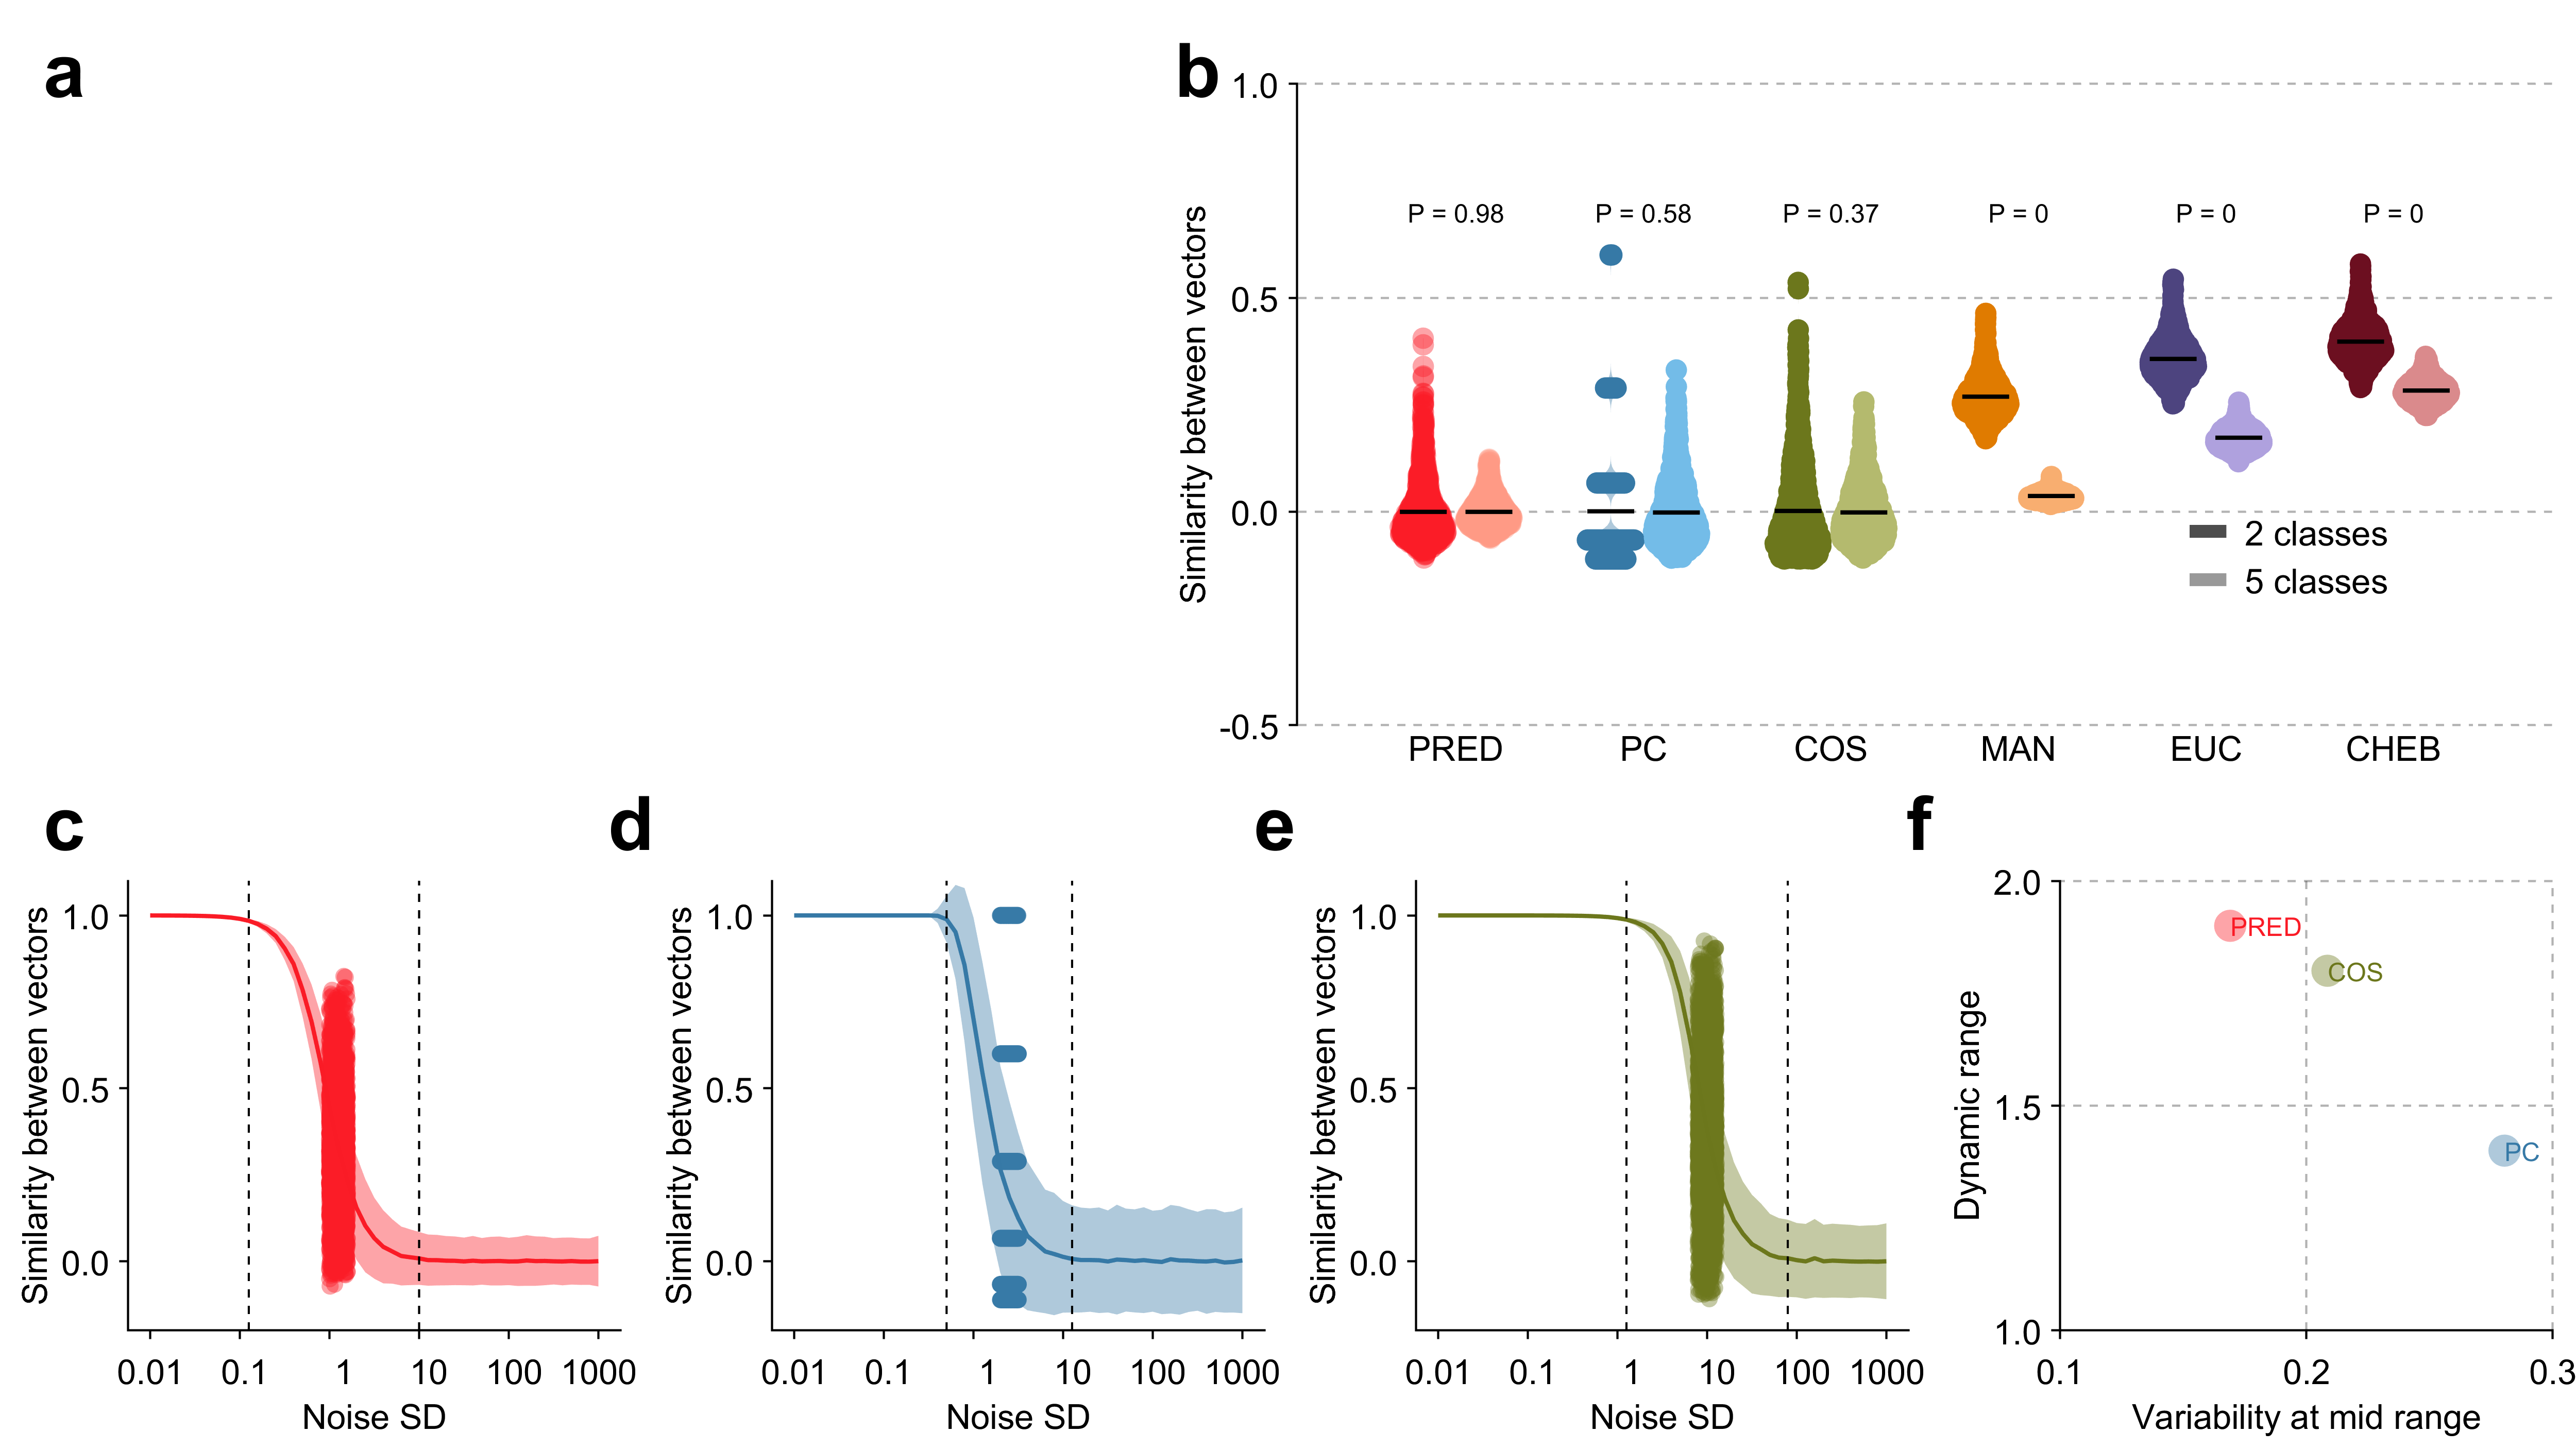 a
b
1.0
0.5
0.0
-0.5
Similarity between vectors
P = 0.98
P = 0.58
P = 0.37
P = 0
P = 0
P = 0
2 classes
5 classes
PRED
PC
COS
MAN
EUC
CHEB
c
1.0
0.5
0.0
Similarity between vectors
0.01
0.1
1
10
100
1000
Noise SD
d
1.0
0.5
0.0
Similarity between vectors
0.01
0.1
1
10
100
1000
Noise SD
e
1.0
0.5
0.0
Similarity between vectors
0.01
0.1
1
10
100
1000
Noise SD
f
2.0
1.5
1.0
Dynamic range
PRED
COS
PC
0.1
0.2
0.3
Variability at mid range